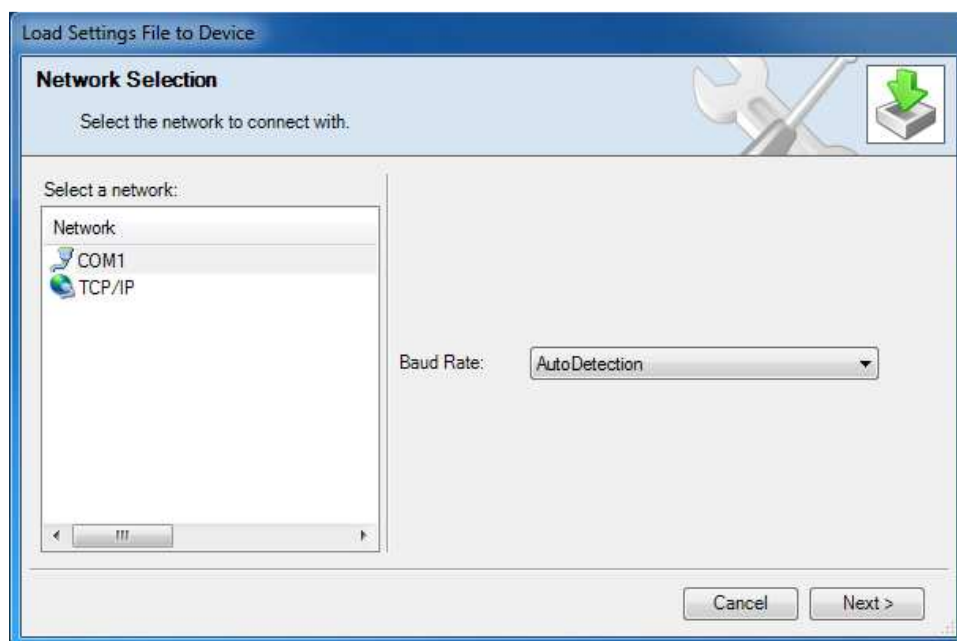 Load Settings File to Device
Network Selection
Select the network to connect with.
Select a network:
Network
COM1
TCP/IP
Baud Rate:
AutoDetection
Cancel
Next >